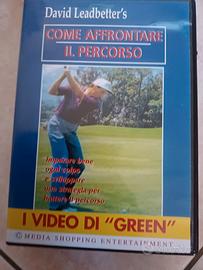 David Leadbetter's
COME AFFRONTARE
IL PERCORSO
Imparare bene
ogni colpo
e sviluppare
una strategia per
battere il percorso
I VIDEO DI "GREEN"
© MEDIA SHOPPING ENTERTAINMENT